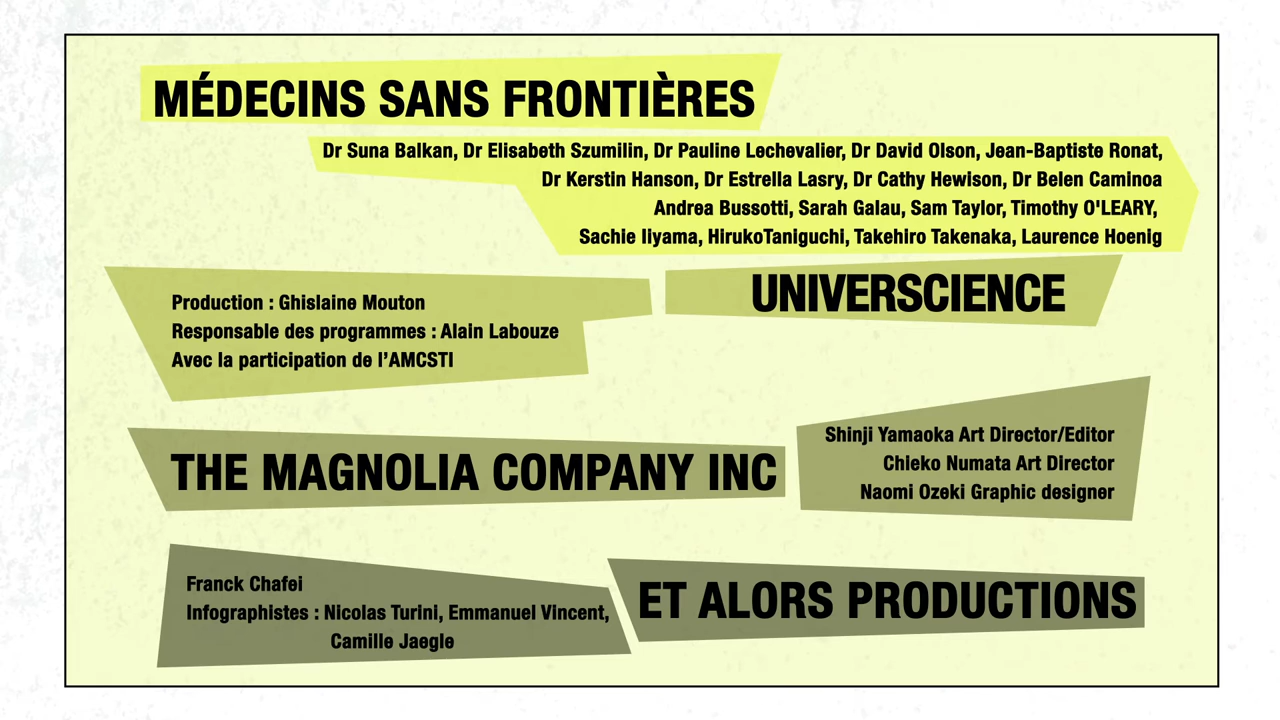 MÉDECINS SANS FRONTIÈRES
Dr Suna Balkan, Dr Elisabeth Szumilin, Dr Pauline Lechevalier, Dr David Olson, Jean-Baptiste Ronat,
Dr Kerstin Hanson, Dr Estrella Lasry, Dr Cathy Hewison, Dr Belen Caminoa
Andrea Bussotti, Sarah Galau, Sam Taylor, Timothy O'LEARY,
Sachie Iiyama, HirukoTaniguchi, Takehiro Takenaka, Laurence Hoenig
UNIVERSCIENCE
Production : Ghislaine Mouton
Responsable des programmes : Alain Labouze
Avec la participation de l’AMCSTI
THE MAGNOLIA COMPANY INC
Shinji Yamaoka Art Director/Editor
Chieko Numata Art Director
Naomi Ozeki Graphic designer
ET ALORS PRODUCTIONS
Franck Chafei
Infographistes : Nicolas Turini, Emmanuel Vincent,
Camille Jaegle